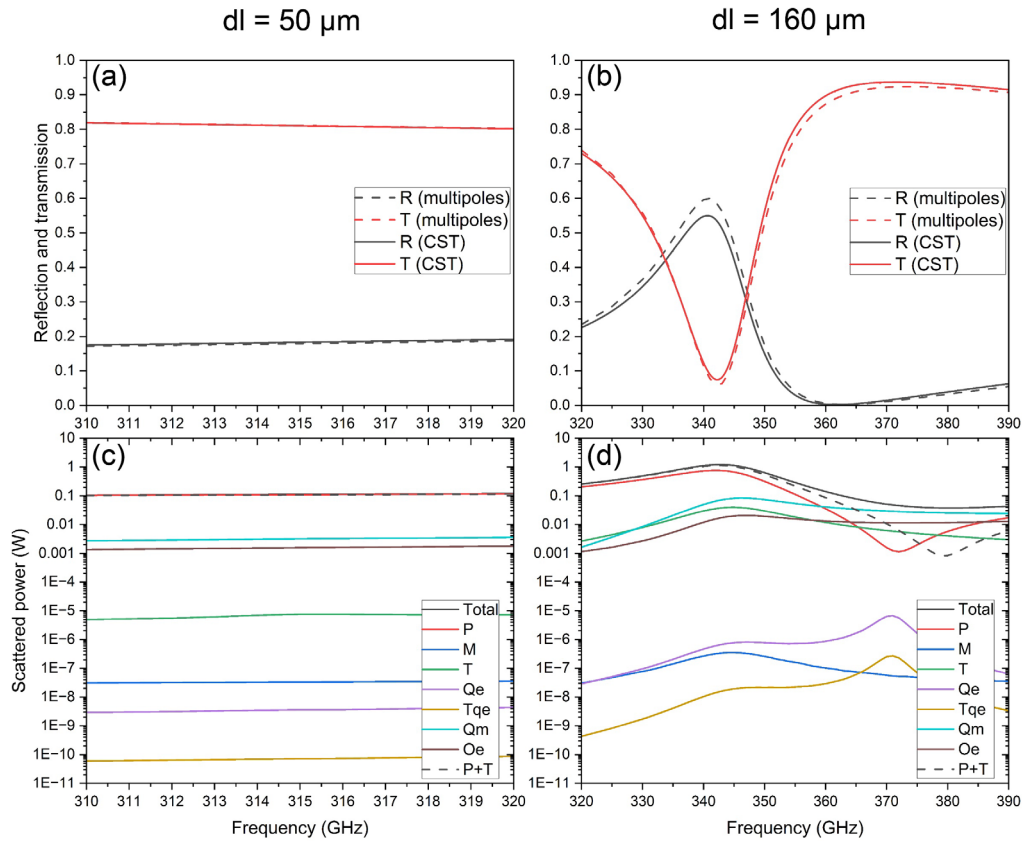 dl = 50 µm
dl = 160 µm
(a)
1.0
0.9
0.8
0.7
0.6
0.5
0.4
0.3
0.2
0.1
0.0
Reflection and transmission
R (multipoles)
T (multipoles)
R (CST)
T (CST)
310 311 312 313 314 315 316 317 318 319 320
(b)
1.0
0.9
0.8
0.7
0.6
0.5
0.4
0.3
0.2
0.1
0.0
R (multipoles)
T (multipoles)
R (CST)
T (CST)
320 330 340 350 360 370 380 390
(c)
10
1
0.1
0.01
0.001
1E−4
1E−5
1E−6
1E−7
1E−8
1E−9
1E−10
1E−11
Scattered power (W)
Total
P
M
T
Qe
Tqe
Qm
Oe
P+T
310 311 312 313 314 315 316 317 318 319 320
Frequency (GHz)
(d)
10
1
0.1
0.01
0.001
1E−4
1E−5
1E−6
1E−7
1E−8
1E−9
1E−10
1E−11
Total
P
M
T
Qe
Tqe
Qm
Oe
P+T
320 330 340 350 360 370 380 390
Frequency (GHz)